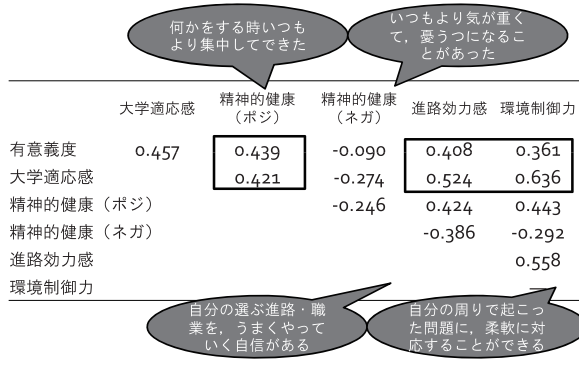 何かをする時いつも
より集中してできた
いつもより気が重く
て，憂うつになるこ
とがあった
大学適応感 精神的健康（ポジ） 精神的健康（ネガ） 進路効力感 環境制御力
有意義度 0.457 0.439 -0.090 0.408 0.361
大学適応感 0.421 -0.274 0.524 0.636
精神的健康（ポジ） -0.246 0.424 0.443
精神的健康（ネガ） -0.386 -0.292
進路効力感 0.558
環境制御力
自分の選ぶ進路・職
業を，うまくやって
いく自信がある
自分の周りで起こっ
た問題に，柔軟に対
応することができる